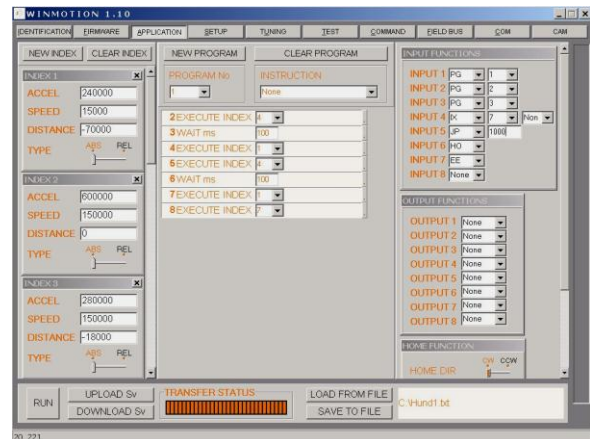 WINMOTION 1.10
IDENTIFICATION FIRMWARE APPLICATION SETUP TUNING TEST COMMAND FIELD BUS COM CAM
NEW INDEX CLEAR INDEX
INDEX 1
ACCEL 240000
SPEED 15000
DISTANCE -70000
TYPE ABS REL
INDEX 2
ACCEL 600000
SPEED 150000
DISTANCE 0
TYPE ABS REL
INDEX 3
ACCEL 280000
SPEED 150000
DISTANCE -18000
TYPE ABS REL
NEW PROGRAM CLEAR PROGRAM
PROGRAM No INSTRUCTION
1 None
2 EXECUTE INDEX 4
3 WAIT ms 100
4 EXECUTE INDEX 1
5 EXECUTE INDEX 4
6 WAIT ms 100
7 EXECUTE INDEX 1
8 EXECUTE INDEX 7
INPUT FUNCTIONS
INPUT 1 PG 1
INPUT 2 PG 2
INPUT 3 PG 3
INPUT 4 IX 7 Non
INPUT 5 JP 1000
INPUT 6 HO
INPUT 7 EE
INPUT 8 None
OUTPUT FUNCTIONS
OUTPUT 1 None
OUTPUT 2 None
OUTPUT 3 None
OUTPUT 4 None
OUTPUT 5 None
OUTPUT 6 None
OUTPUT 7 None
OUTPUT 8 None
HOME FUNCTION
HOME DIR CW CCW
RUN
UPLOAD Sv
DOWNLOAD Sv
TRANSFER STATUS
LOAD FROM FILE
SAVE TO FILE
C:\Hund1.txt
20, 221